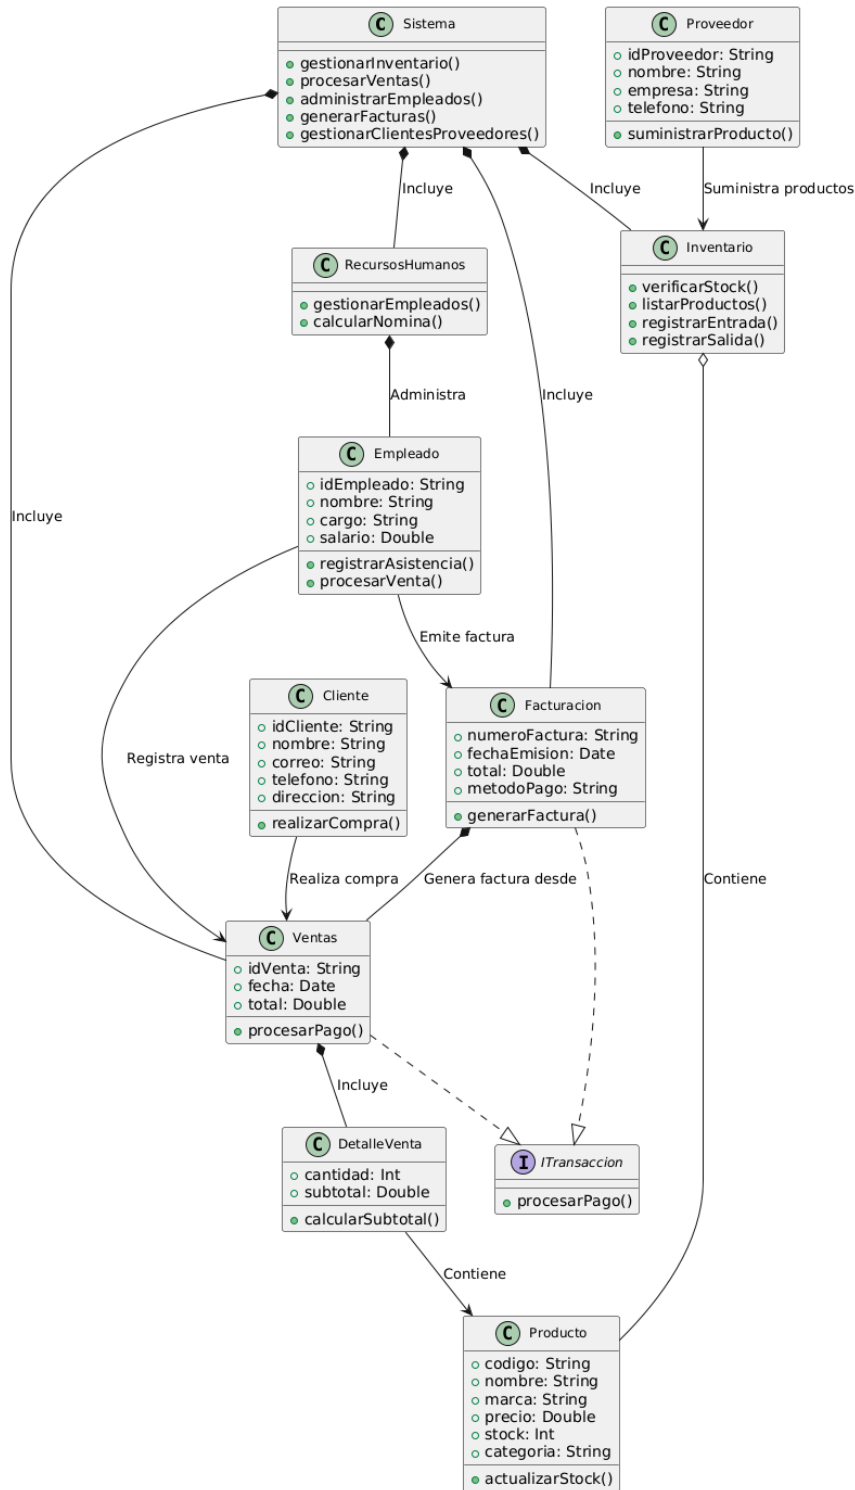 C Sistema
gestionarInventario()
procesarVentas()
administrarEmpleados()
generarFacturas()
gestionarClientesProveedores()
C Proveedor
idProveedor: String
nombre: String
empresa: String
telefono: String
suministrarProducto()
Incluye
Incluye
Suministra productos
C RecursosHumanos
gestionarEmpleados()
calcularNomina()
C Inventario
verificarStock()
listarProductos()
registrarEntrada()
registrarSalida()
Administra
Incluye
C Empleado
idEmpleado: String
nombre: String
cargo: String
salario: Double
registrarAsistencia()
procesarVenta()
Incluye
Emite factura
C Cliente
idCliente: String
nombre: String
correo: String
telefono: String
direccion: String
realizarCompra()
C Facturacion
numeroFactura: String
fechaEmision: Date
total: Double
metodoPago: String
generarFactura()
Registra venta
Realiza compra
Genera factura desde
Contiene
C Ventas
idVenta: String
fecha: Date
total: Double
procesarPago()
Incluye
C DetalleVenta
cantidad: Int
subtotal: Double
calcularSubtotal()
I ITransaccion
procesarPago()
Contiene
C Producto
codigo: String
nombre: String
marca: String
precio: Double
stock: Int
categoria: String
actualizarStock()